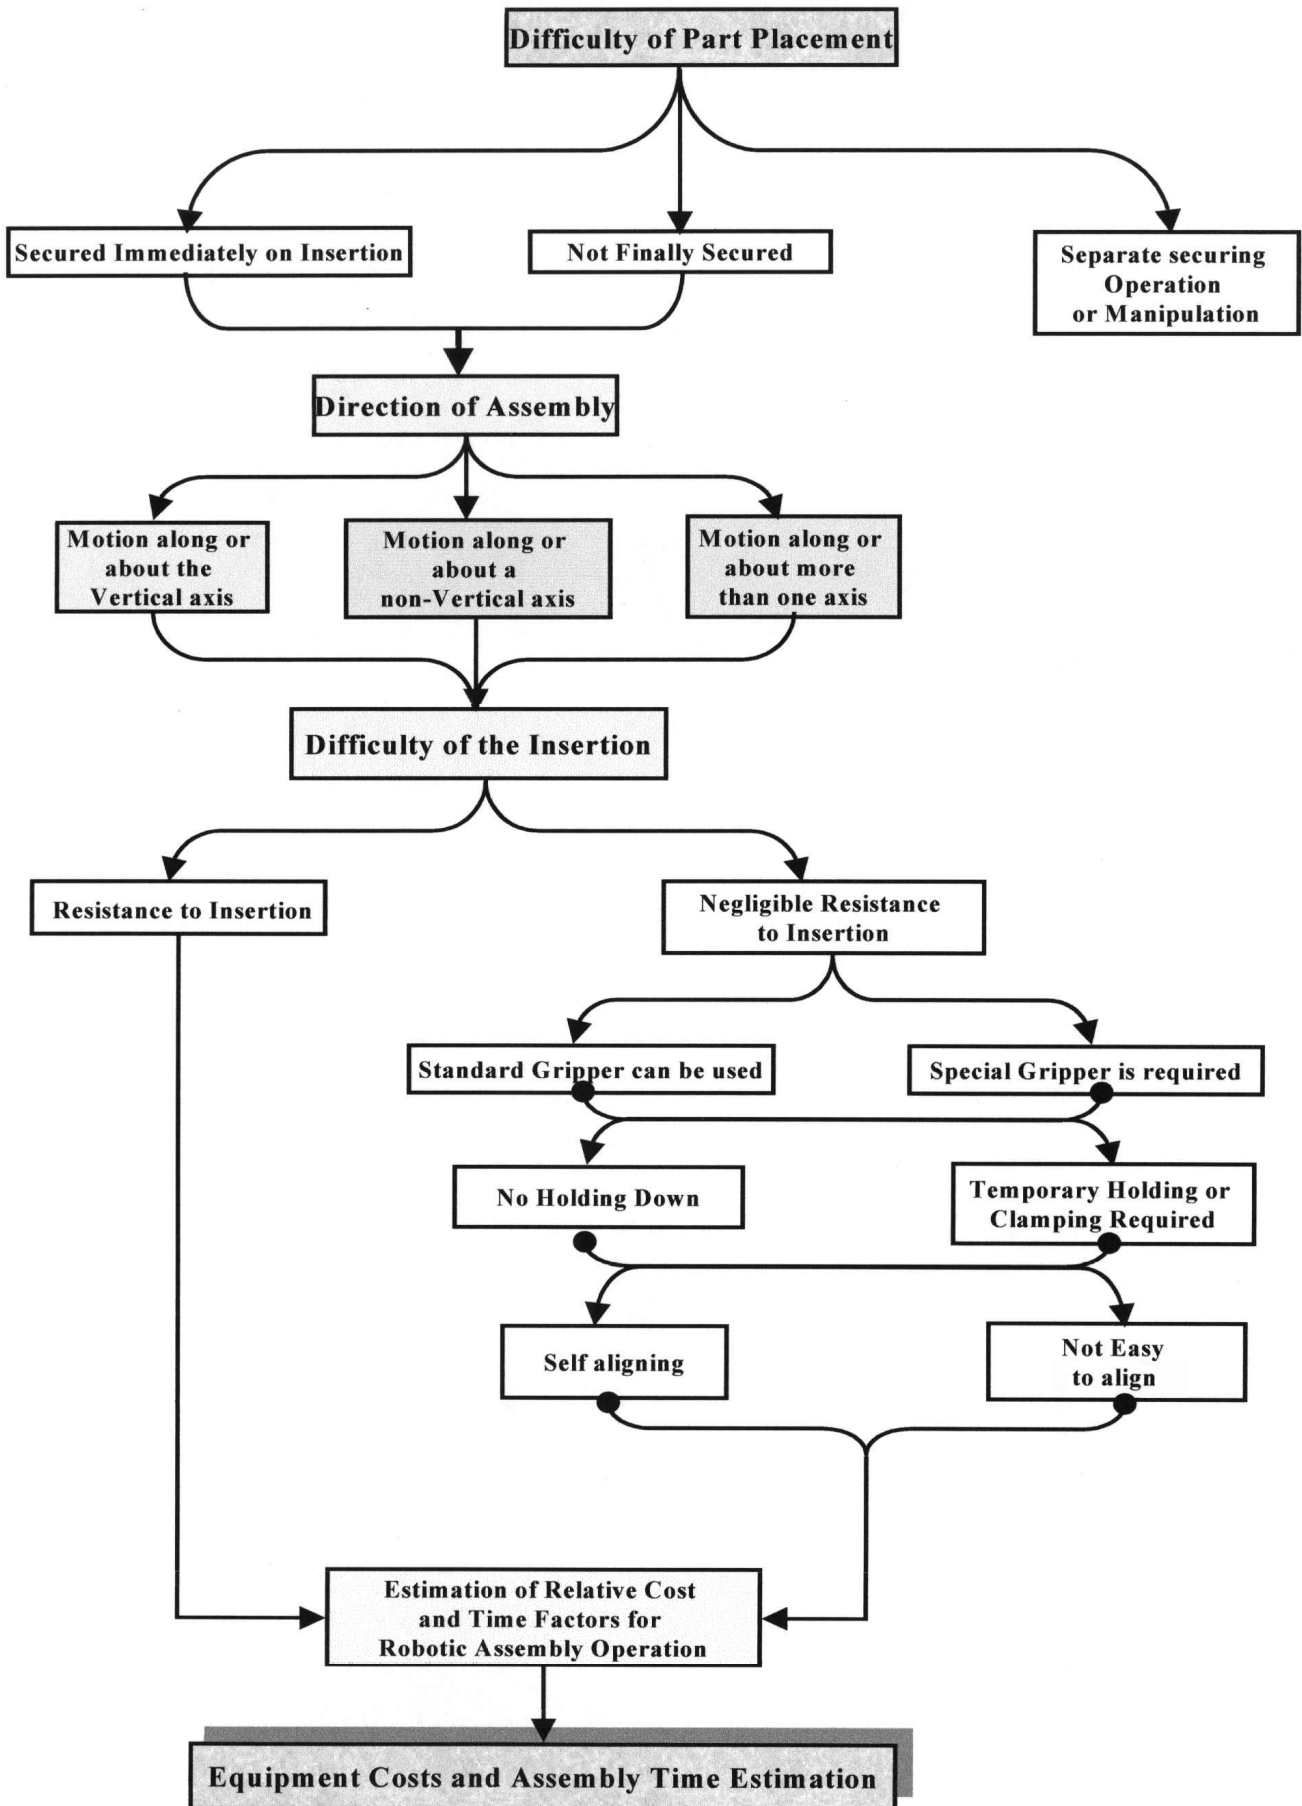 Difficulty of Part Placement
Secured Immediately on Insertion
Not Finally Secured
Separate securing
Operation
or Manipulation
Direction of Assembly
Motion along or
about the
Vertical axis
Motion along or
about a
non-Vertical axis
Motion along or
about more
than one axis
Difficulty of the Insertion
Resistance to Insertion
Negligible Resistance
to Insertion
Standard Gripper can be used
Special Gripper is required
No Holding Down
Temporary Holding or
Clamping Required
Self aligning
Not Easy
to align
Estimation of Relative Cost
and Time Factors for
Robotic Assembly Operation
Equipment Costs and Assembly Time Estimation